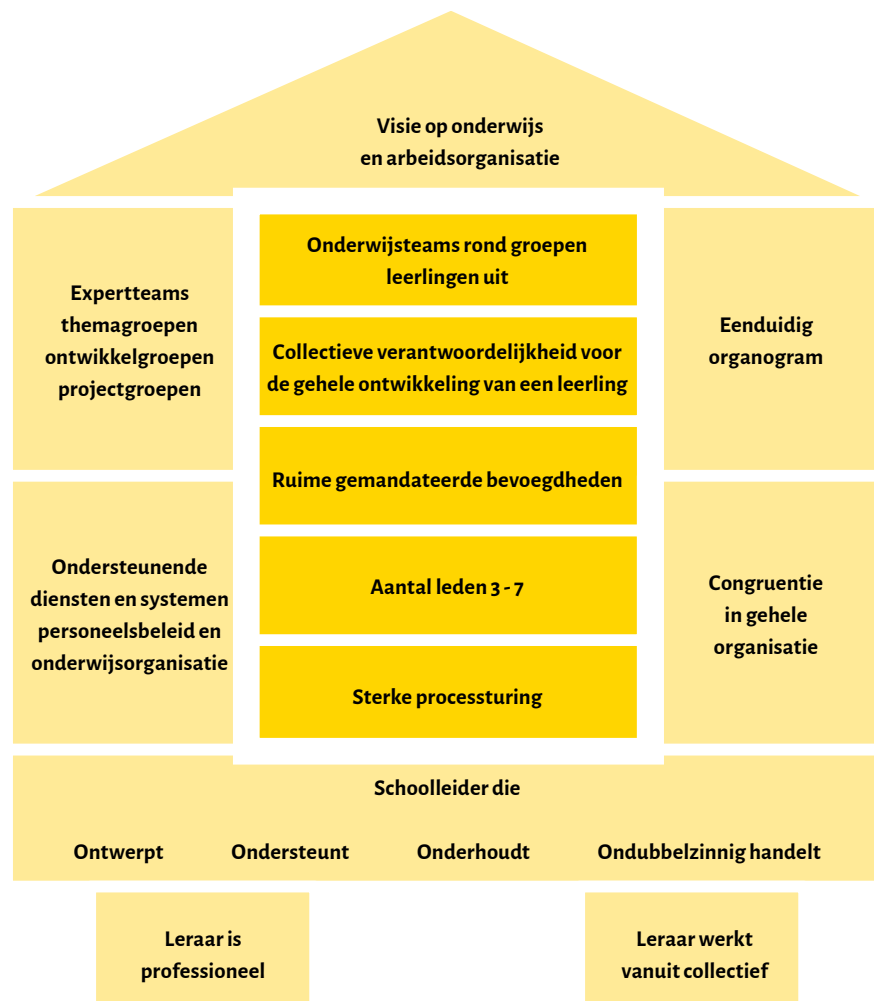 Visie op onderwijs
en arbeidsorganisatie
Expertteams
themagroepen
ontwikkelgroepen
projectgroepen
Ondersteunende
diensten en systemen
personeelsbeleid en
onderwijsorganisatie
Onderwijsteams rond groepen
leerlingen uit
Collectieve verantwoordelijkheid voor
de gehele ontwikkeling van een leerling
Ruime gemandateerde bevoegdheden
Aantal leden 3 - 7
Sterke processturing
Eenduidig
organogram
Congruentie
in gehele
organisatie
Schoolleider die
Ontwerpt Ondersteunt Onderhoudt Ondubbelzinnig handelt
Leraar is
professioneel
Leraar werkt
vanuit collectief